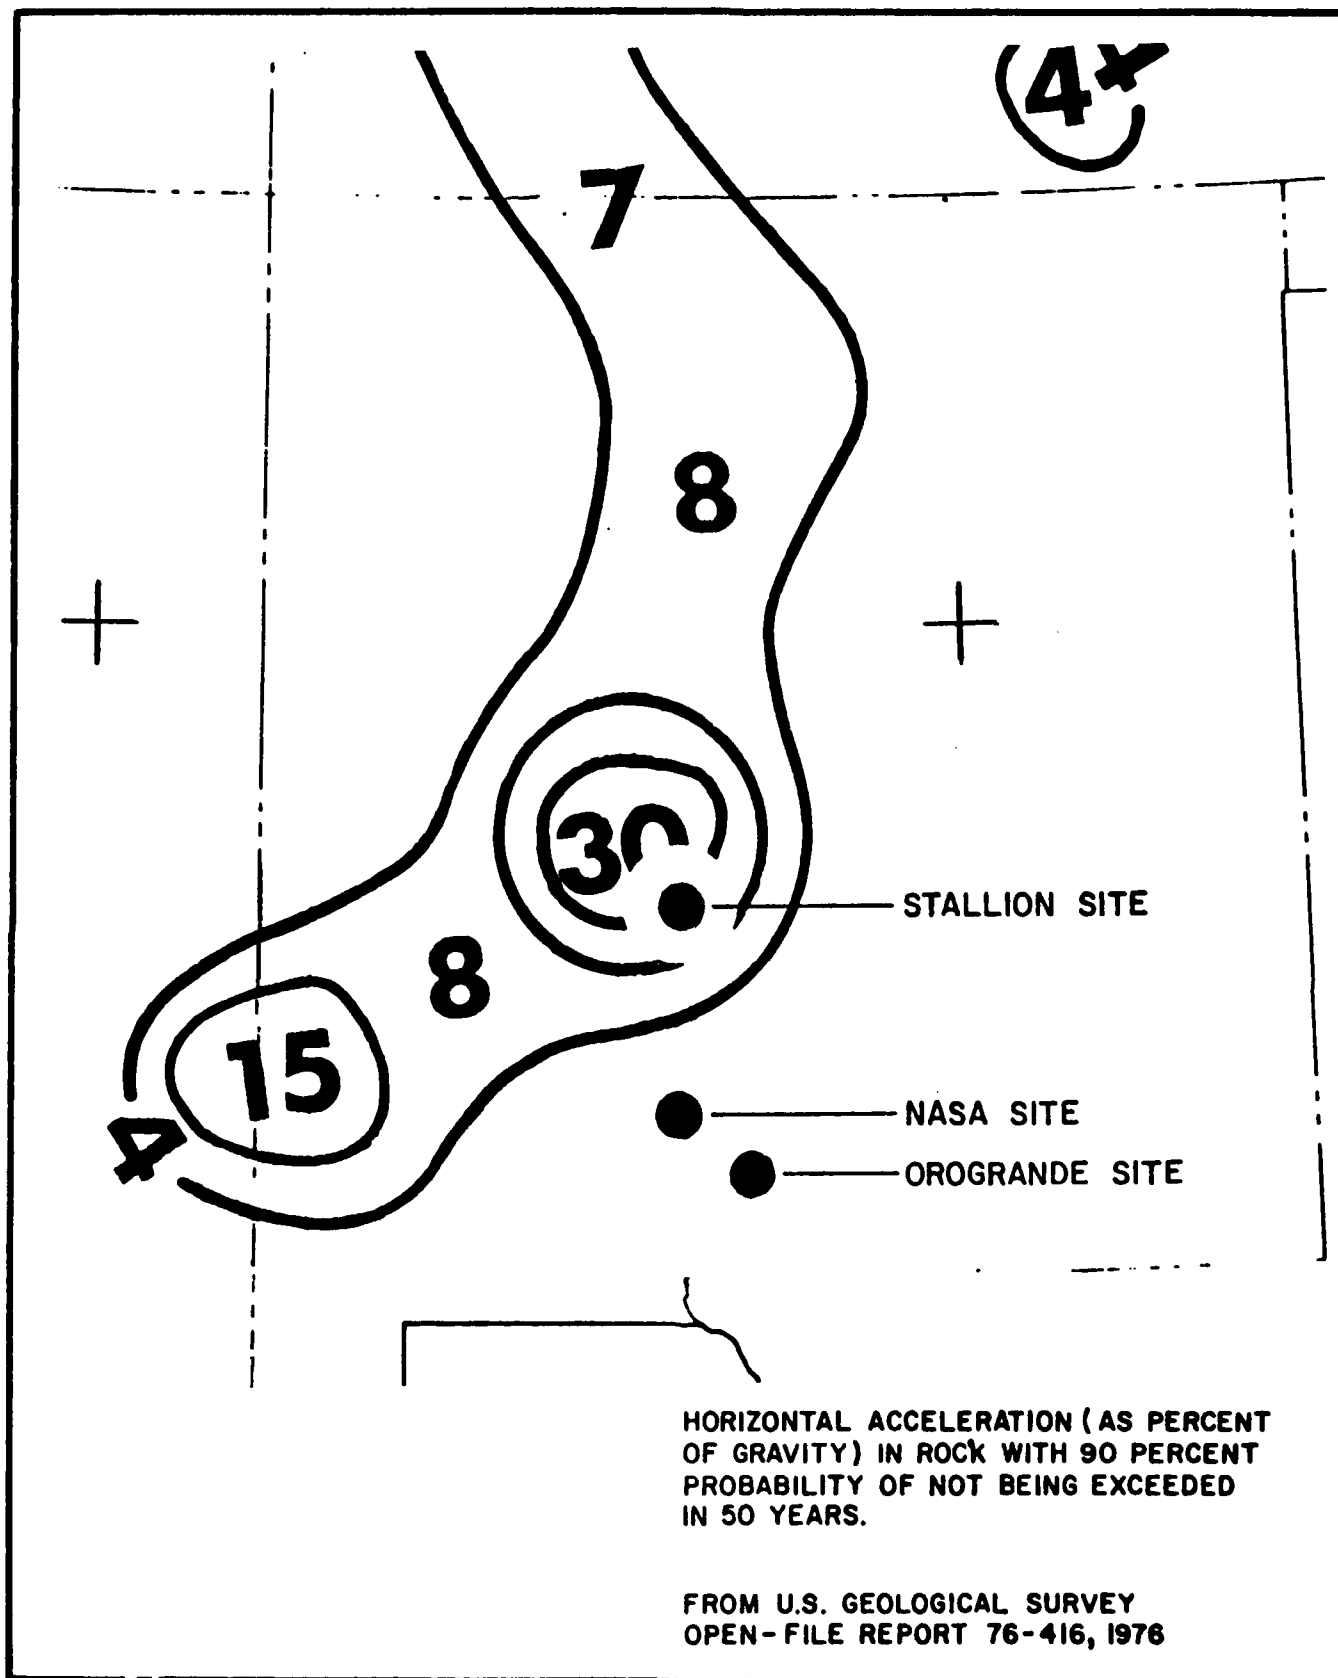 4 4
7
8
30
STALLION SITE
8
15
4
NASA SITE
OROGRANDE SITE
HORIZONTAL ACCELERATION (AS PERCENT
OF GRAVITY) IN ROCK WITH 90 PERCENT
PROBABILITY OF NOT BEING EXCEEDED
IN 50 YEARS.
FROM U.S. GEOLOGICAL SURVEY
OPEN-FILE REPORT 76-416, 1976